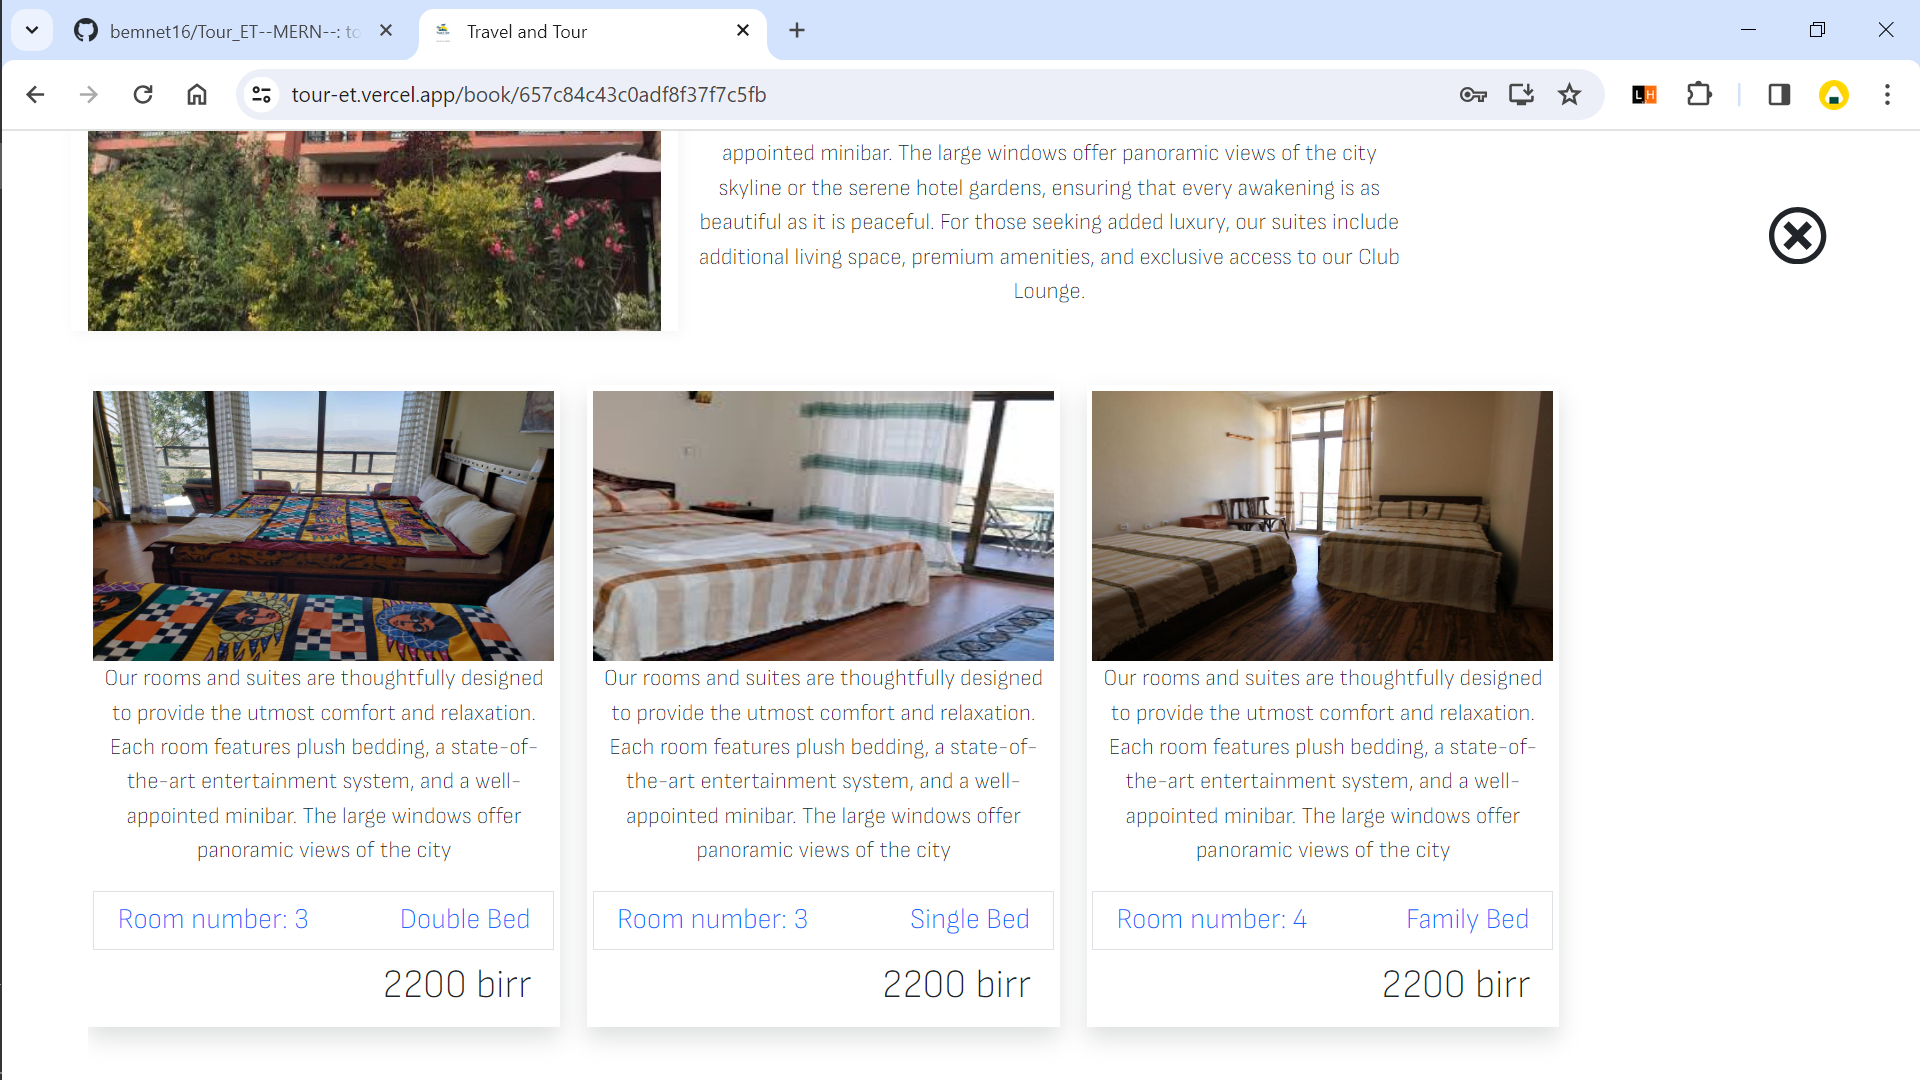 bemnet16/Tour_ET--MERN--: to
Travel and Tour
tour-et.vercel.app/book/657c84c43c0adf8f37f7c5fb
LH
appointed minibar. The large windows offer panoramic views of the city
skyline or the serene hotel gardens, ensuring that every awakening is as
beautiful as it is peaceful. For those seeking added luxury, our suites include
additional living space, premium amenities, and exclusive access to our Club
Lounge.
Our rooms and suites are thoughtfully designed
to provide the utmost comfort and relaxation.
Each room features plush bedding, a state-of-
the-art entertainment system, and a well-
appointed minibar. The large windows offer
panoramic views of the city
Room number: 3 Double Bed
2200 birr
Our rooms and suites are thoughtfully designed
to provide the utmost comfort and relaxation.
Each room features plush bedding, a state-of-
the-art entertainment system, and a well-
appointed minibar. The large windows offer
panoramic views of the city
Room number: 3 Single Bed
2200 birr
Our rooms and suites are thoughtfully designed
to provide the utmost comfort and relaxation.
Each room features plush bedding, a state-of-
the-art entertainment system, and a well-
appointed minibar. The large windows offer
panoramic views of the city
Room number: 4 Family Bed
2200 birr